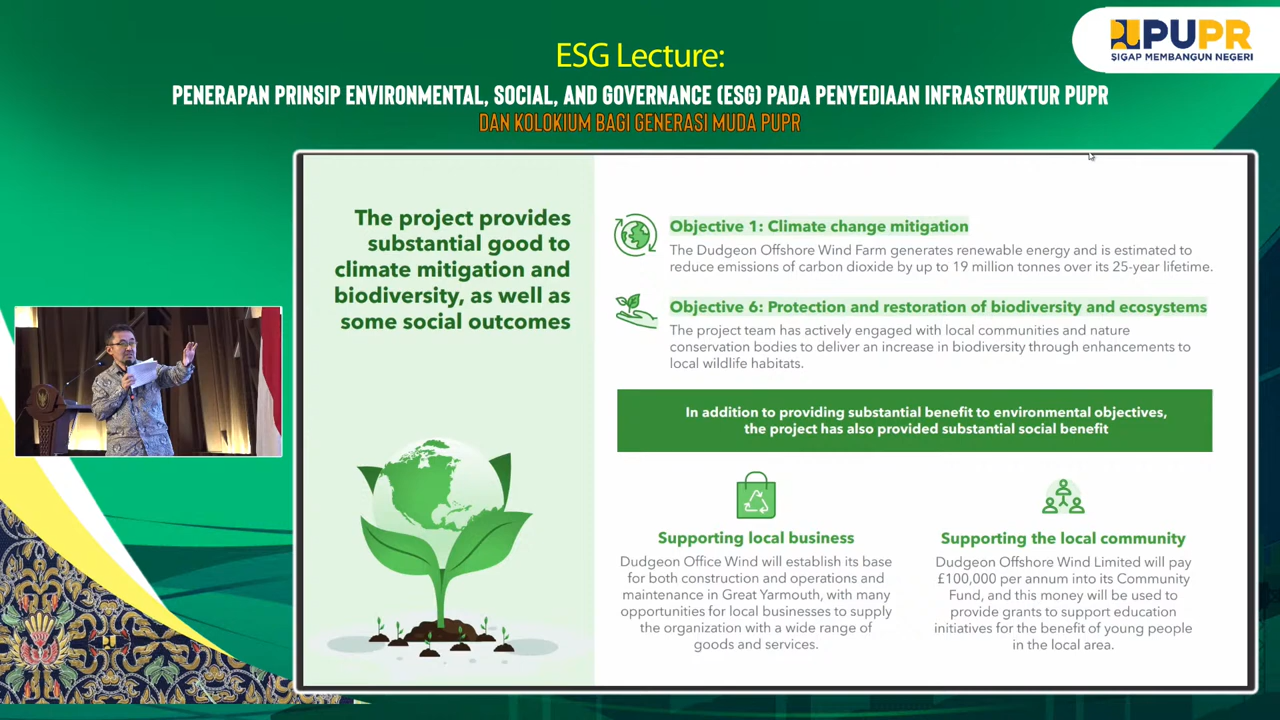 PUPR
SIGAP MEMBANGUN NEGERI
ESG Lecture:
PENERAPAN PRINSIP ENVIRONMENTAL, SOCIAL, AND GOVERNANCE (ESG) PADA PENYEDIAAN INFRASTRUKTUR PUPR
DAN KOLOKIUM BAGI GENERASI MUDA PUPR
The project provides
substantial good to
climate mitigation and
biodiversity, as well as
some social outcomes
Objective 1: Climate change mitigation
The Dudgeon Offshore Wind Farm generates renewable energy and is estimated to
reduce emissions of carbon dioxide by up to 19 million tonnes over its 25-year lifetime.
Objective 6: Protection and restoration of biodiversity and ecosystems
The project team has actively engaged with local communities and nature
conservation bodies to deliver an increase in biodiversity through enhancements to
local wildlife habitats.
In addition to providing substantial benefit to environmental objectives,
the project has also provided substantial social benefit
Supporting local business
Dudgeon Office Wind will establish its base
for both construction and operations and
maintenance in Great Yarmouth, with many
opportunities for local businesses to supply
the organization with a wide range of
goods and services.
Supporting the local community
Dudgeon Offshore Wind Limited will pay
£100,000 per annum into its Community
Fund, and this money will be used to
provide grants to support education
initiatives for the benefit of young people
in the local area.